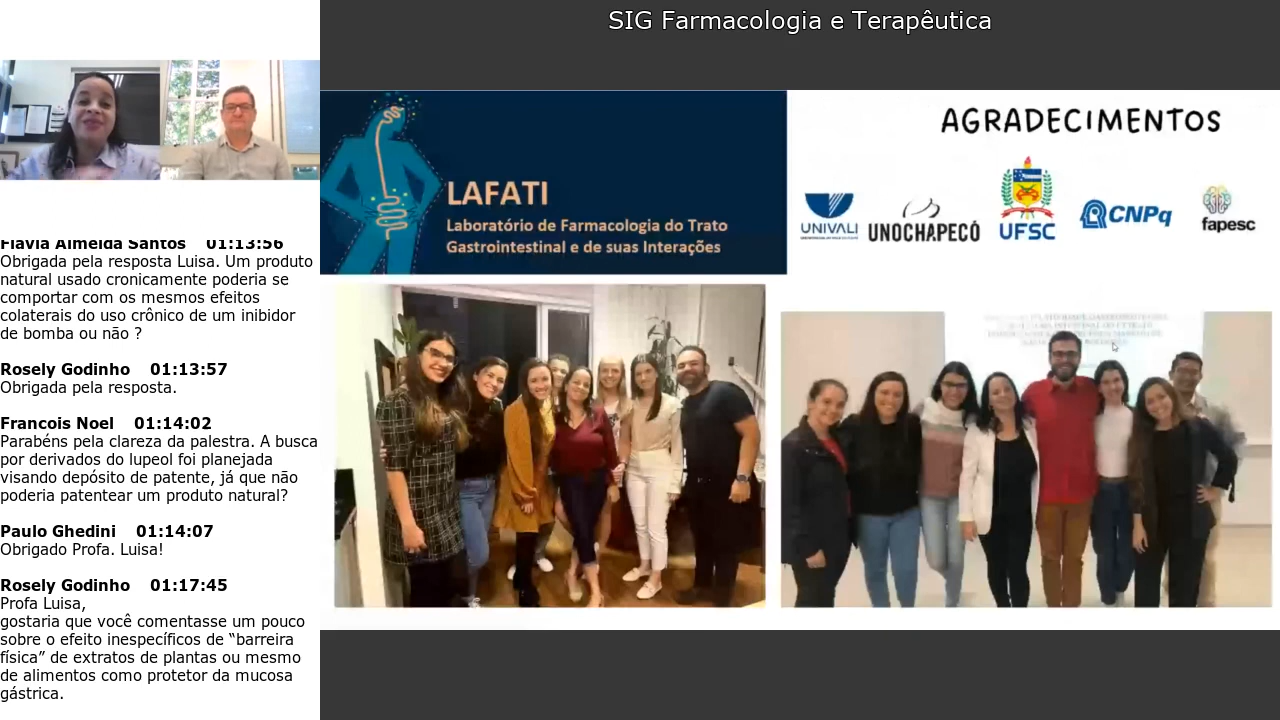 SIG Farmacologia e Terapêutica
LAFATI
Laboratório de Farmacologia do Trato
Gastrointestinal e de suas Interações
AGRADECIMENTOS
UNIVALI
UNOCHAPECÓ
UFSC
CNPq
fapesc
Flavia Almeida Santos 01:13:56
Obrigada pela resposta Luisa. Um produto
natural usado cronicamente poderia se
comportar com os mesmos efeitos
colaterais do uso crônico de um inibidor
de bomba ou não ?
Rosely Godinho 01:13:57
Obrigada pela resposta.
Francois Noel 01:14:02
Parabéns pela clareza da palestra. A busca
por derivados do lupeol foi planejada
visando depósito de patente, já que não
poderia patentear um produto natural?
Paulo Ghedini 01:14:07
Obrigado Profa. Luisa!
Rosely Godinho 01:17:45
Profa Luisa,
gostaria que você comentasse um pouco
sobre o efeito inespecíficos de “barreira
física” de extratos de plantas ou mesmo
de alimentos como protetor da mucosa
gástrica.